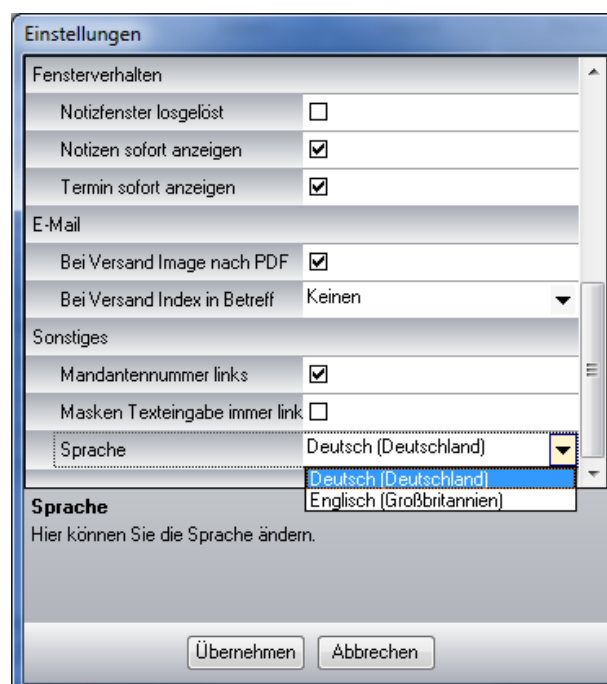 Einstellungen
Fensterverhalten
Notizfenster losgelöst
Notizen sofort anzeigen
Termin sofort anzeigen
E-Mail
Bei Versand Image nach PDF
Bei Versand Index in Betreff Keinen
Sonstiges
Mandantennummer links
Masken Texteingabe immer link
Sprache Deutsch (Deutschland)
Deutsch (Deutschland)
Englisch (Großbritannien)
Sprache
Hier können Sie die Sprache ändern.
Übernehmen Abbrechen